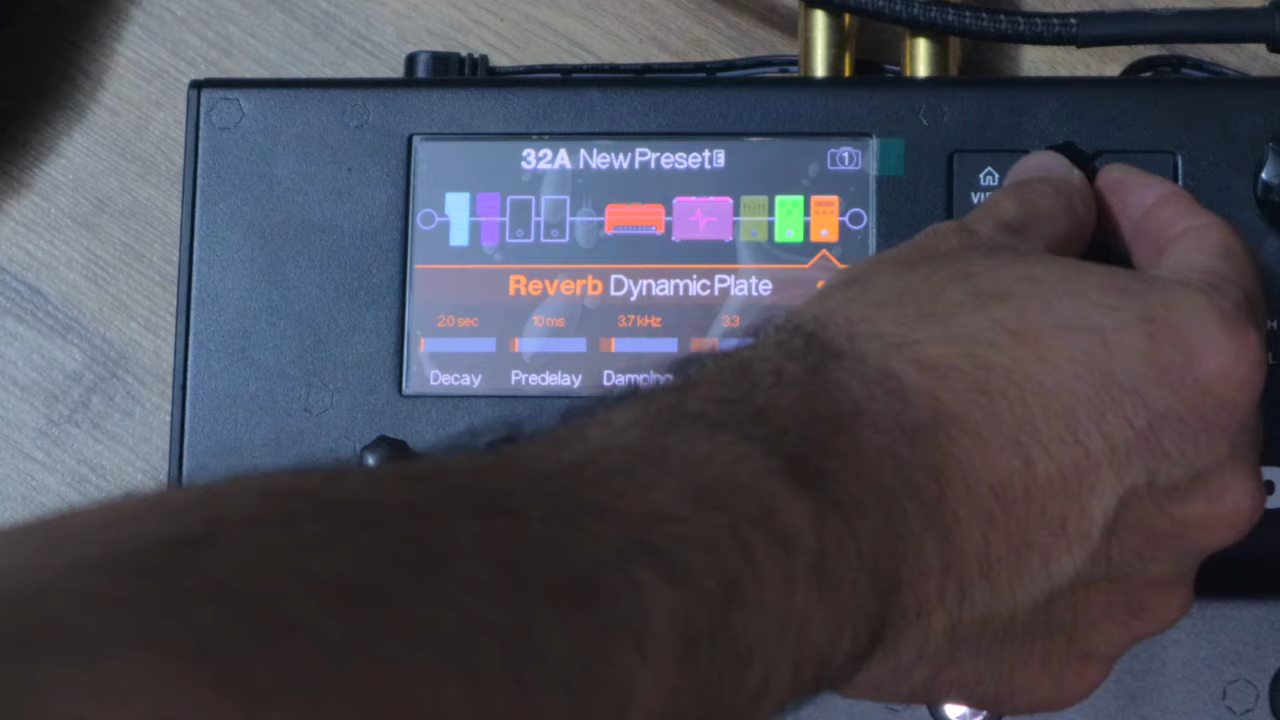 32A New Preset E
1
Reverb Dynamic Plate
2.0 sec 10 ms 3.7 kHz 3.3
Decay Predelay Damping